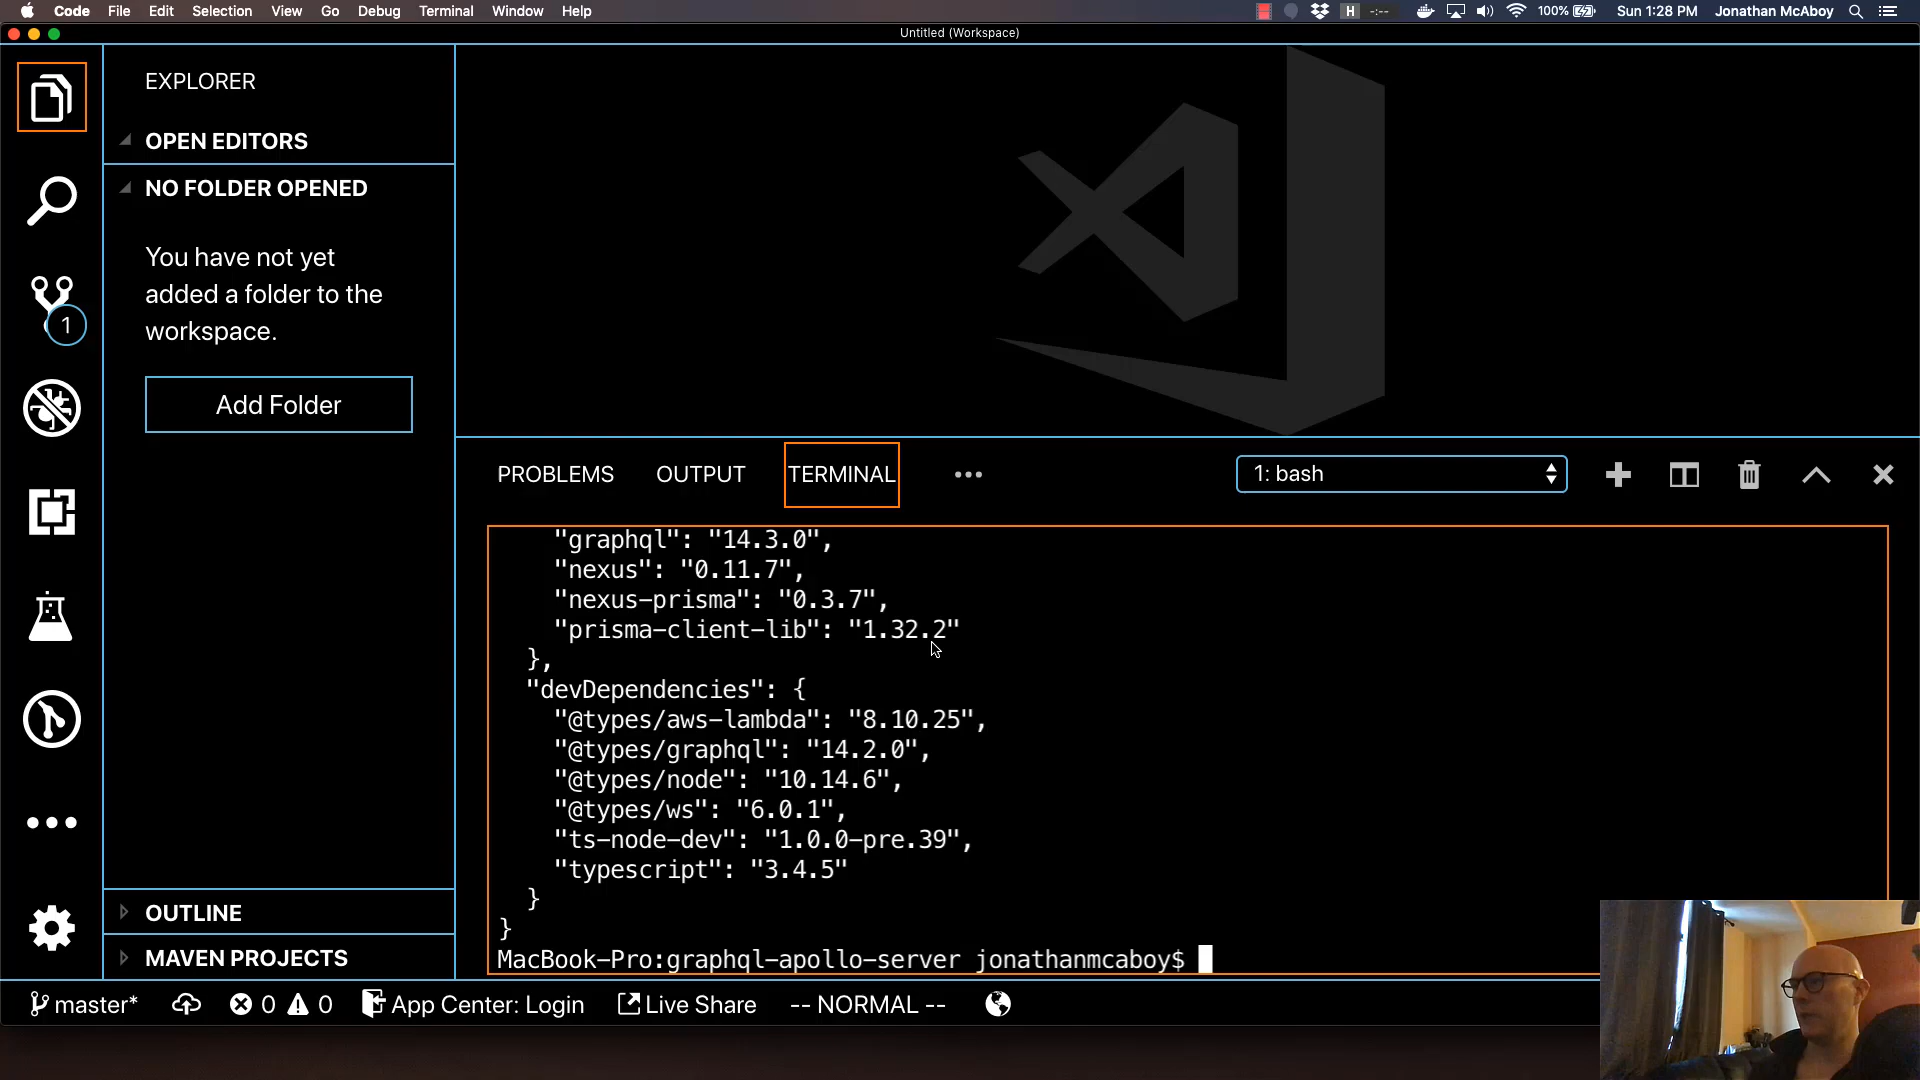 Code File Edit Selection View Go Debug Terminal Window Help
H --:-- 100% Sun 1:28 PM Jonathan McAboy
Untitled (Workspace)
EXPLORER
OPEN EDITORS
NO FOLDER OPENED
You have not yet
added a folder to the
workspace.
Add Folder
1
OUTLINE
MAVEN PROJECTS
PROBLEMS OUTPUT TERMINAL ••• 1: bash
"graphql": "14.3.0",
"nexus": "0.11.7",
"nexus-prisma": "0.3.7",
"prisma-client-lib": "1.32.2"
},
"devDependencies": {
"@types/aws-lambda": "8.10.25",
"@types/graphql": "14.2.0",
"@types/node": "10.14.6",
"@types/ws": "6.0.1",
"ts-node-dev": "1.0.0-pre.39",
"typescript": "3.4.5"
}
}
MacBook-Pro:graphql-apollo-server jonathanmcaboy$
master* 0 0 App Center: Login Live Share -- NORMAL --